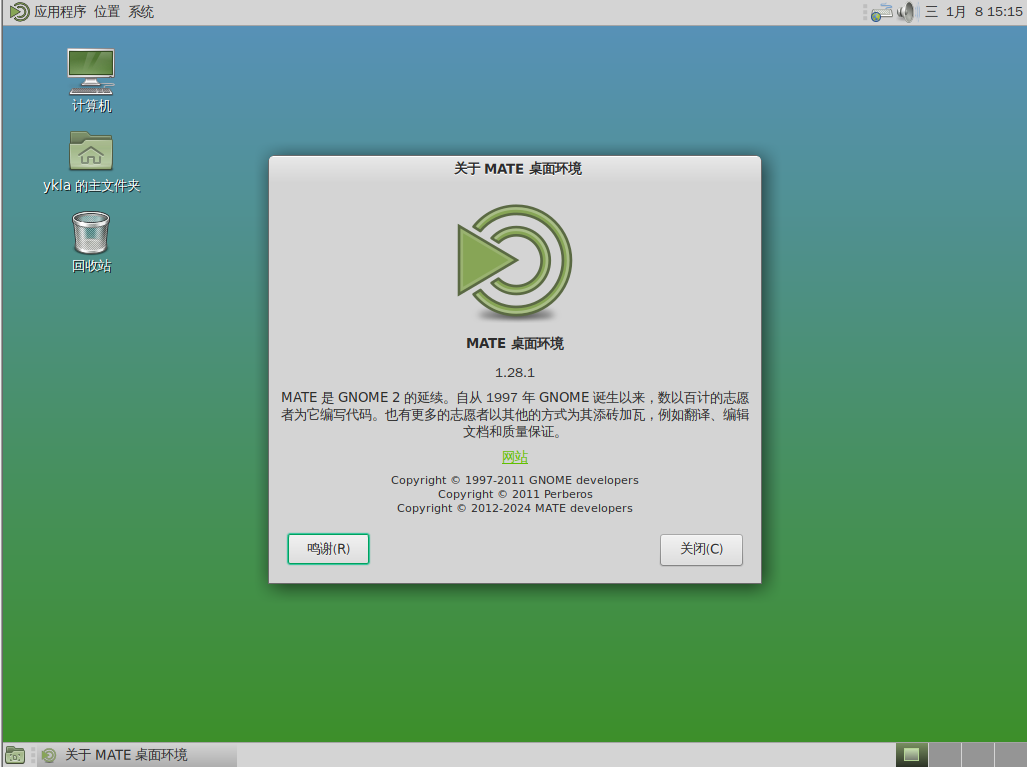 应用程序 位置 系统
三 1月 8 15:15
计算机
ykla 的主文件夹
回收站
关于 MATE 桌面环境
MATE 桌面环境
1.28.1
MATE 是 GNOME 2 的延续。自从 1997 年 GNOME 诞生以来，数以百计的志愿
者为它编写代码。也有更多的志愿者以其他的方式为其添砖加瓦，例如翻译、编辑
文档和质量保证。
网站
Copyright © 1997-2011 GNOME developers
Copyright © 2011 Perberos
Copyright © 2012-2024 MATE developers
鸣谢(R)
关闭(C)
关于 MATE 桌面环境